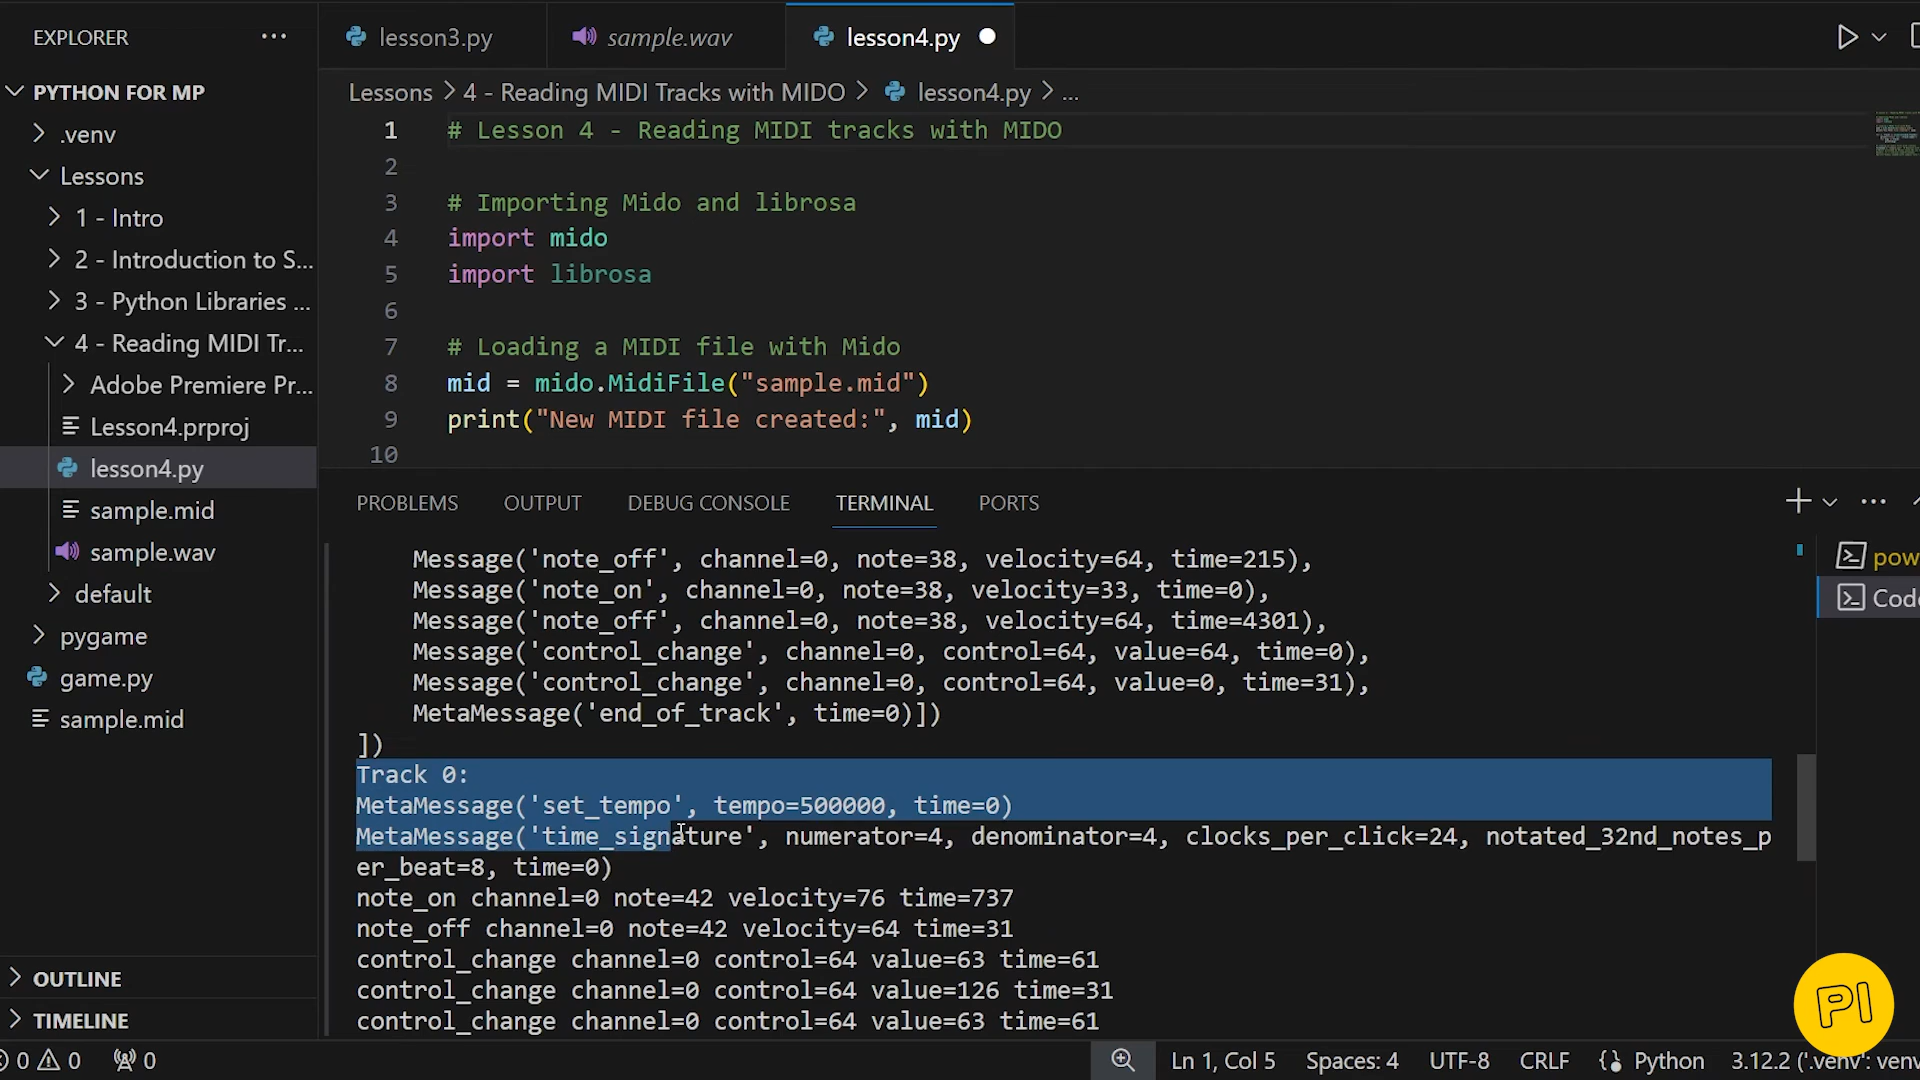 EXPLORER
lesson3.py
sample.wav
lesson4.py
PYTHON FOR MP
.venv
Lessons
1 - Intro
2 - Introduction to S...
3 - Python Libraries ...
4 - Reading MIDI Tr...
Adobe Premiere Pr...
Lesson4.prproj
lesson4.py
sample.mid
sample.wav
default
pygame
game.py
sample.mid
OUTLINE
TIMELINE
Lessons > 4 - Reading MIDI Tracks with MIDO > lesson4.py > ...
1 # Lesson 4 - Reading MIDI tracks with MIDO
2
3 # Importing Mido and librosa
4 import mido
5 import librosa
6
7 # Loading a MIDI file with Mido
8 mid = mido.MidiFile("sample.mid")
9 print("New MIDI file created:", mid)
10
PROBLEMS OUTPUT DEBUG CONSOLE TERMINAL PORTS
Message('note_off', channel=0, note=38, velocity=64, time=215),
Message('note_on', channel=0, note=38, velocity=33, time=0),
Message('note_off', channel=0, note=38, velocity=64, time=4301),
Message('control_change', channel=0, control=64, value=64, time=0),
Message('control_change', channel=0, control=64, value=0, time=31),
MetaMessage('end_of_track', time=0)])
])
Track 0:
MetaMessage('set_tempo', tempo=500000, time=0)
MetaMessage('time_signature', numerator=4, denominator=4, clocks_per_click=24, notated_32nd_notes_p
er_beat=8, time=0)
note_on channel=0 note=42 velocity=76 time=737
note_off channel=0 note=42 velocity=64 time=31
control_change channel=0 control=64 value=63 time=61
control_change channel=0 control=64 value=126 time=31
control_change channel=0 control=64 value=63 time=61
pow
Code
PI
0 0 0
Ln 1, Col 5 Spaces: 4 UTF-8 CRLF Python 3.12.2 ('.venv': venv